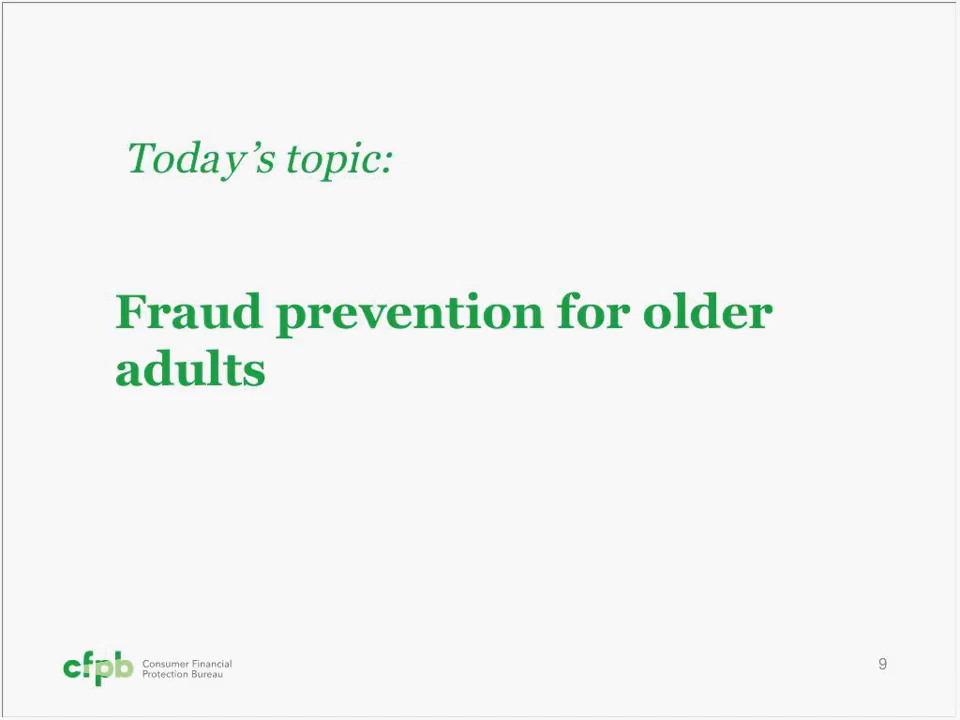 Today’s topic:
Fraud prevention for older
adults
cfpb
Consumer Financial
Protection Bureau
9